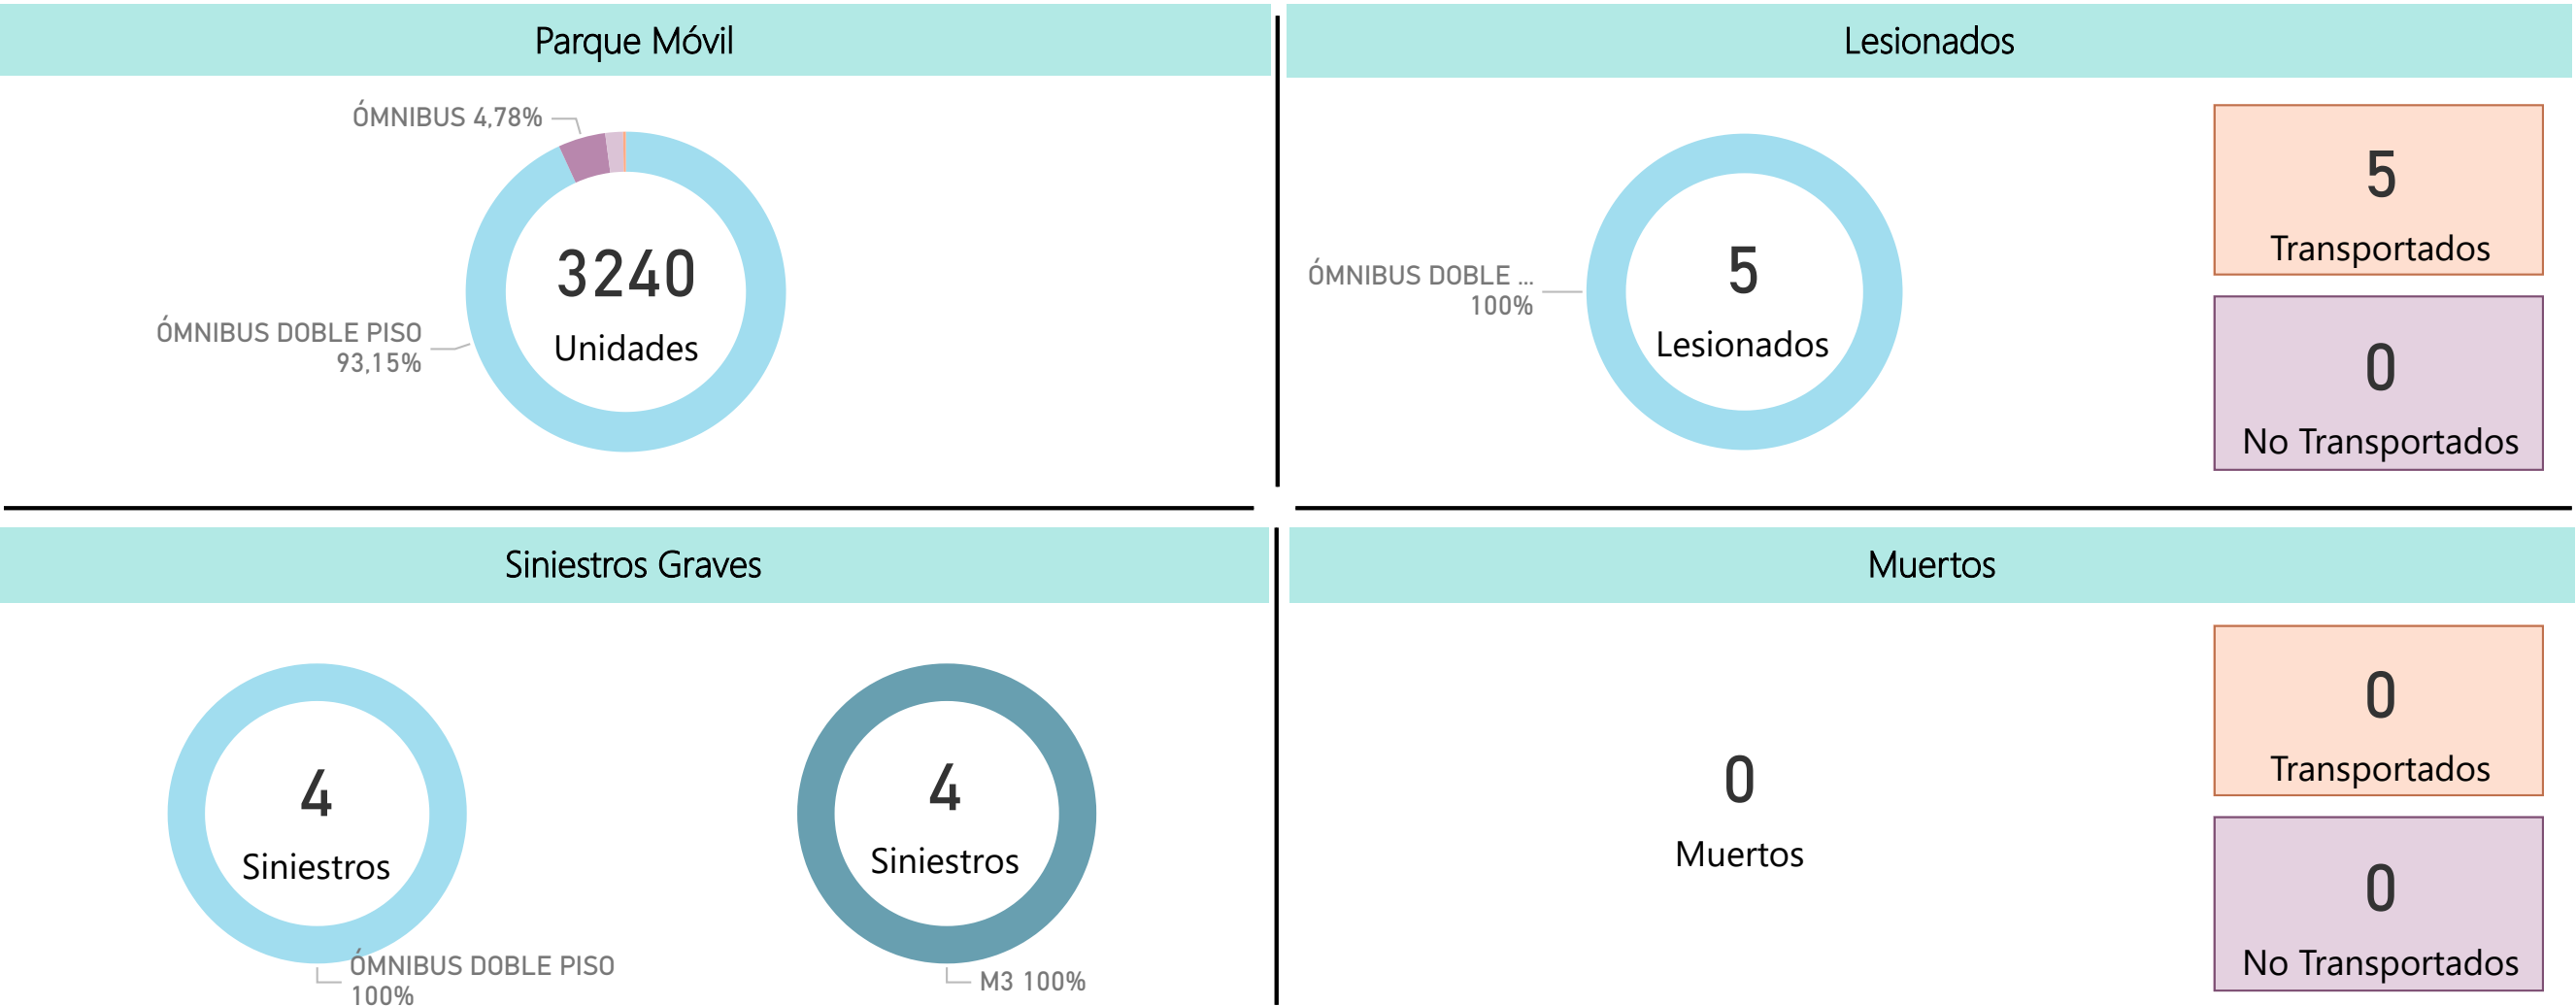 Parque Móvil
ÓMNIBUS 4,78%
3240
Unidades
ÓMNIBUS DOBLE PISO
93,15%
Lesionados
ÓMNIBUS DOBLE ...
100%
5
Lesionados
5
Transportados
0
No Transportados
Siniestros Graves
4
Siniestros
ÓMNIBUS DOBLE PISO
100%
4
Siniestros
M3 100%
Muertos
0
Muertos
0
Transportados
0
No Transportados